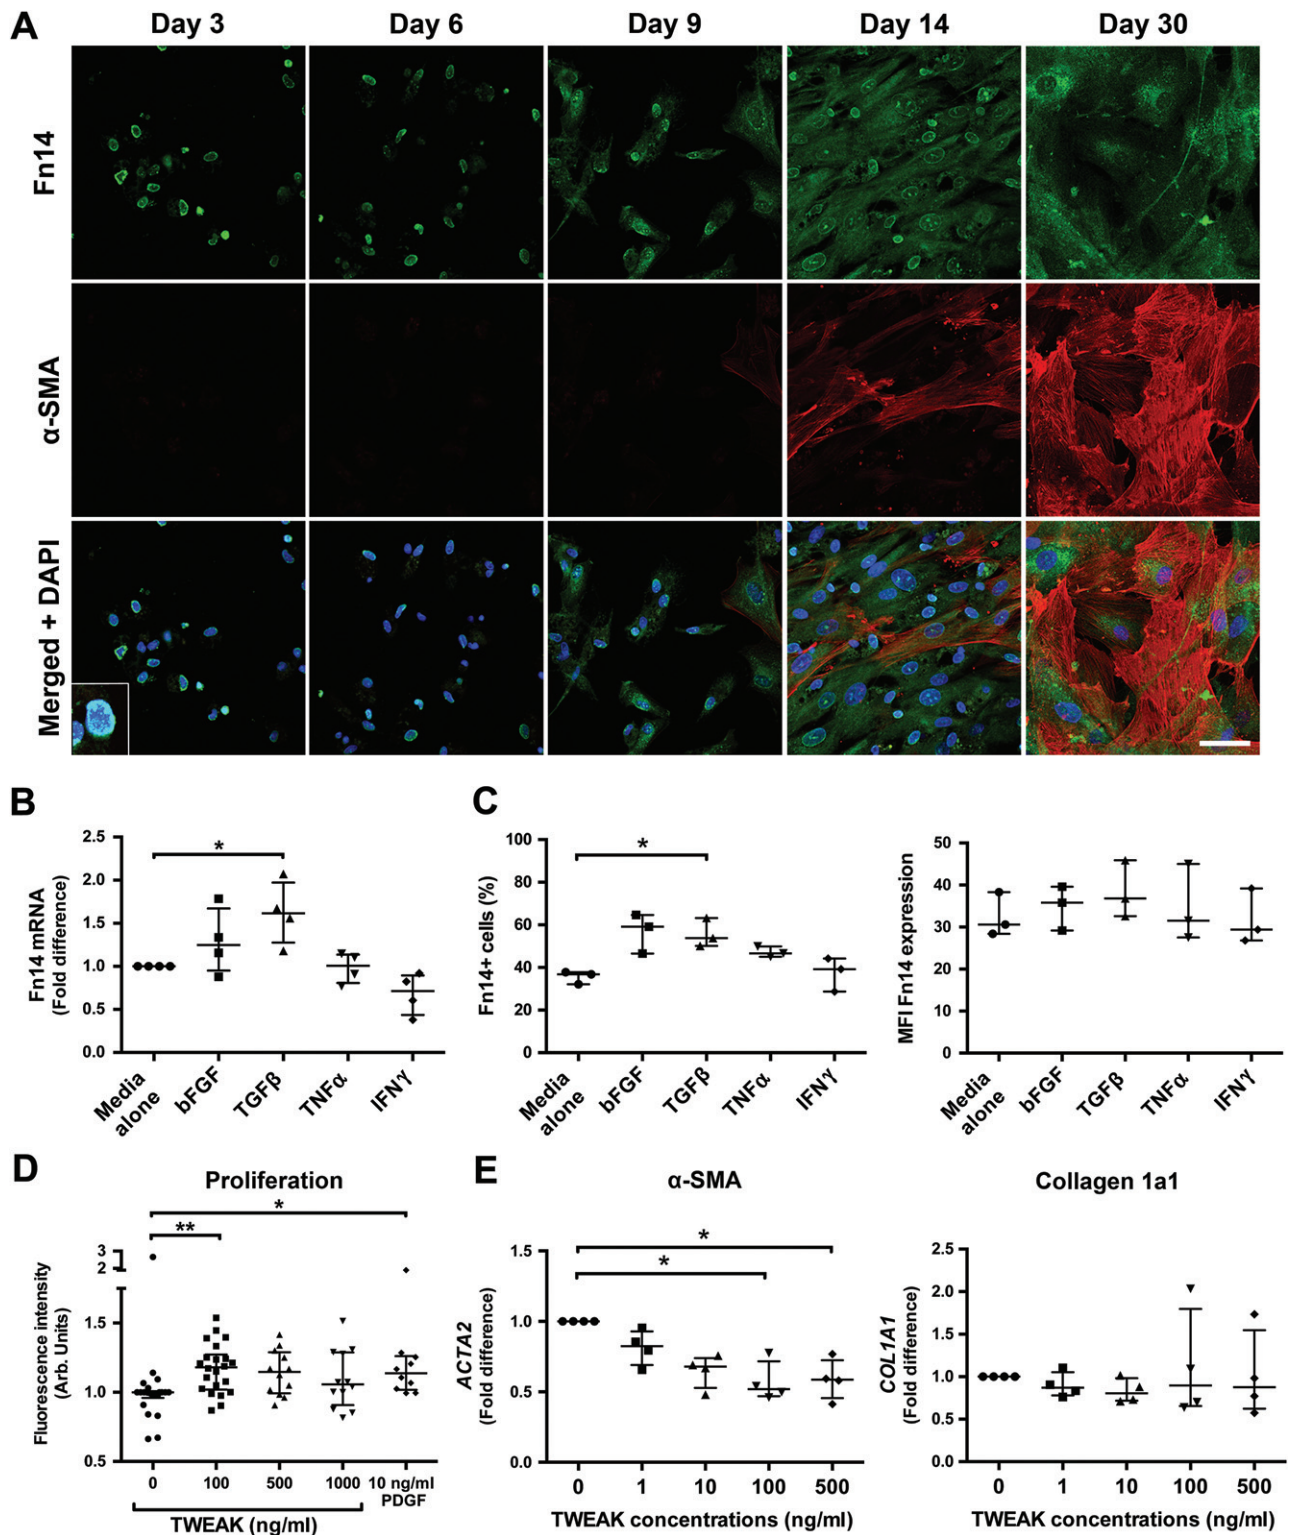 A
Day 3
Day 6
Day 9
Day 14
Day 30
Fn14
α-SMA
Merged + DAPI
B
Fn14 mRNA
(Fold difference)
2.5
2.0
1.5
1.0
0.5
0.0
*
Media
alone
bFGF
TGFβ
TNFα
IFNγ
C
Fn14+ cells (%)
100
80
60
40
20
0
*
Media
alone
bFGF
TGFβ
TNFα
IFNγ
MFI Fn14 expression
50
40
30
20
10
0
Media
alone
bFGF
TGFβ
TNFα
IFNγ
D
Proliferation
Fluorescence intensity
(Arb. Units)
3
2
1.5
1.0
0.5
*
**
0
100
500
1000
10 ng/ml
PDGF
TWEAK (ng/ml)
E
α-SMA
ACTA2
(Fold difference)
1.5
1.0
0.5
0.0
*
*
0
1
10
100
500
TWEAK concentrations (ng/ml)
Collagen 1a1
COL1A1
(Fold difference)
2.5
2.0
1.5
1.0
0.5
0.0
0
1
10
100
500
TWEAK concentrations (ng/ml)